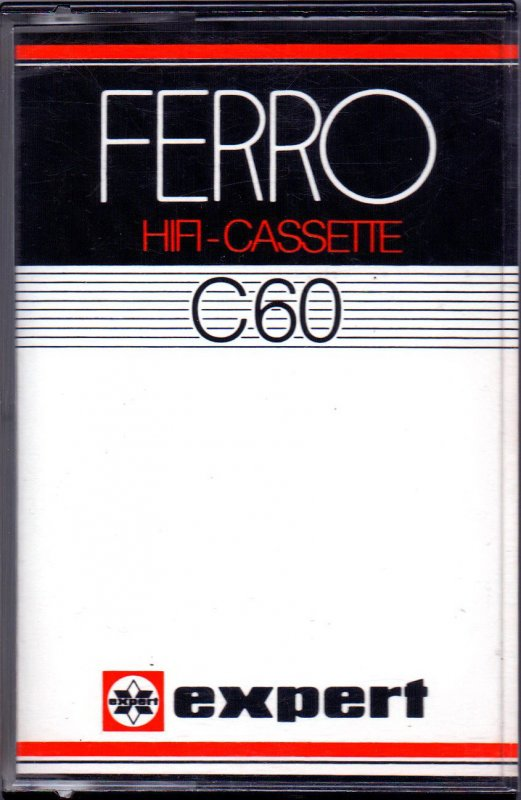 FERRO
HIFI-CASSETTE
C60
expert expert